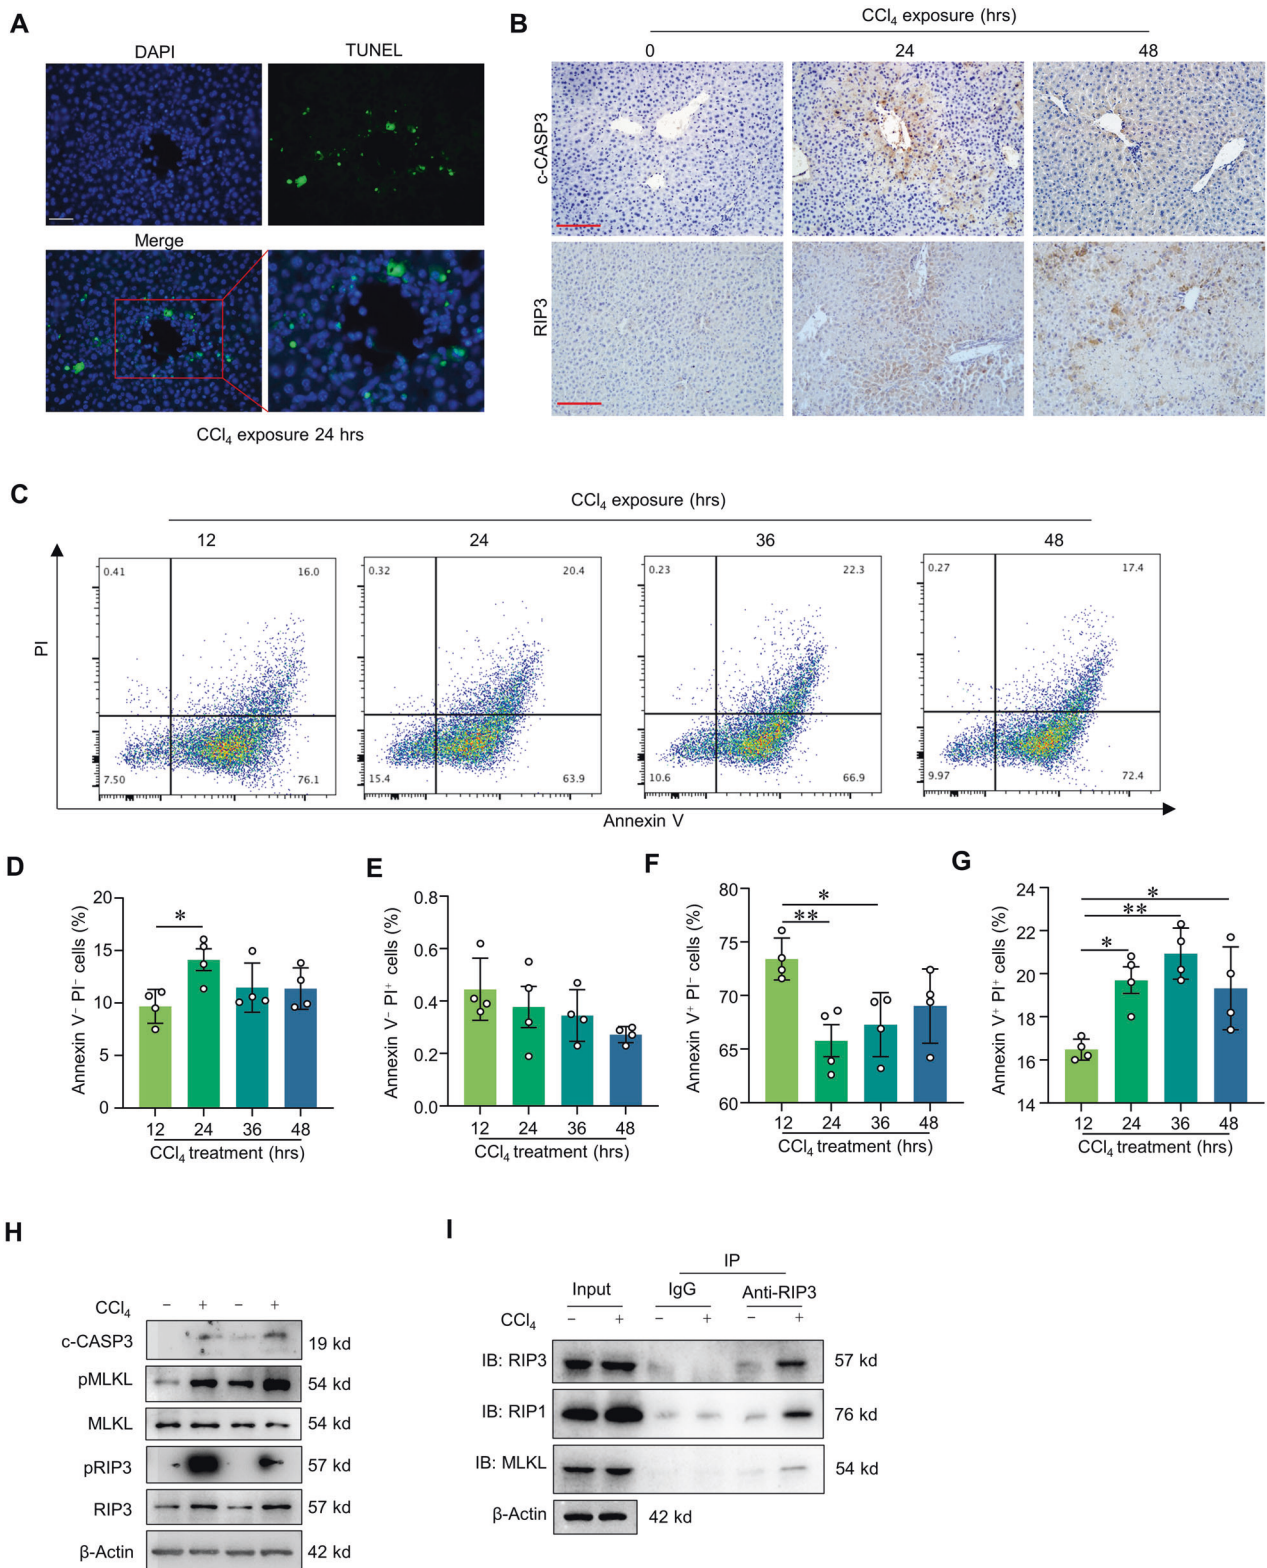 A
DAPI
TUNEL
Merge
CCl₄ exposure 24 hrs
B
CCl₄ exposure (hrs)
0 24 48
c-CASP3
RIP3
C
CCl₄ exposure (hrs)
12 24 36 48
PI
0.41 16.0
7.50 76.1
0.32 20.4
15.4 63.9
0.23 22.3
10.6 66.9
0.27 17.4
9.97 72.4
Annexin V
D
Annexin V⁻ PI⁻ cells (%)
20
15
10
5
0
*
12 24 36 48
CCl₄ treatment (hrs)
E
Annexin V⁻ PI⁺ cells (%)
0.8
0.6
0.4
0.2
0.0
12 24 36 48
CCl₄ treatment (hrs)
F
Annexin V⁺ PI⁻ cells (%)
80
75
70
65
60
*
**
12 24 36 48
CCl₄ treatment (hrs)
G
Annexin V⁺ PI⁺ cells (%)
24
22
20
18
16
14
*
**
*
12 24 36 48
CCl₄ treatment (hrs)
H
CCl₄ − + − +
c-CASP3 19 kd
pMLKL 54 kd
MLKL 54 kd
pRIP3 57 kd
RIP3 57 kd
β-Actin 42 kd
I
IP
Input IgG Anti-RIP3
CCl₄ − + − + − +
IB: RIP3 57 kd
IB: RIP1 76 kd
IB: MLKL 54 kd
β-Actin 42 kd